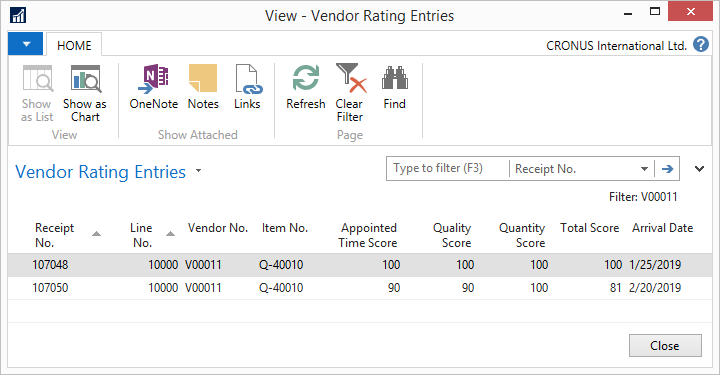 View - Vendor Rating Entries
HOME
CRONUS International Ltd.
?
Show as List
Show as Chart
OneNote
Notes
Links
Refresh
Clear Filter
Find
View
Show Attached
Page
Vendor Rating Entries
Type to filter (F3)
Receipt No.
Filter: V00011
Receipt No. Line No. Vendor No. Item No. Appointed Time Score Quality Score Quantity Score Total Score Arrival Date
107048 10000 V00011 Q-40010 100 100 100 100 1/25/2019
107050 10000 V00011 Q-40010 90 90 100 81 2/20/2019
Close